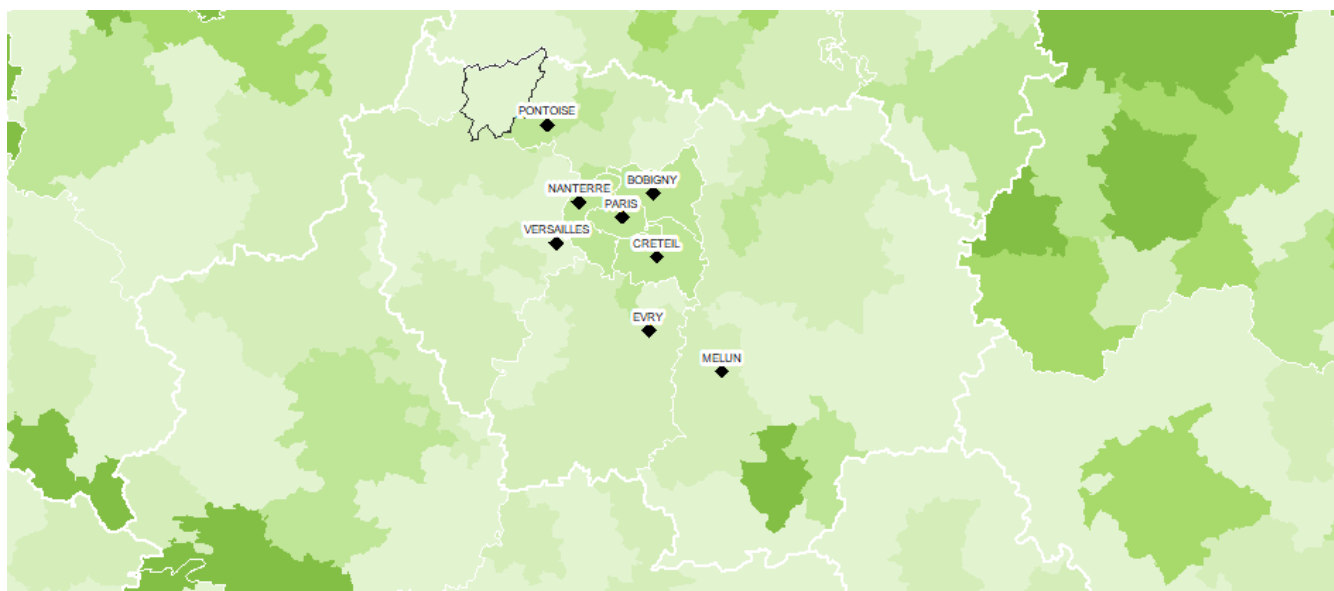 PONTOISE
BOBIGNY
NANTERRE
PARIS
VERSAILLES
CRETEIL
EVRY
MELUN